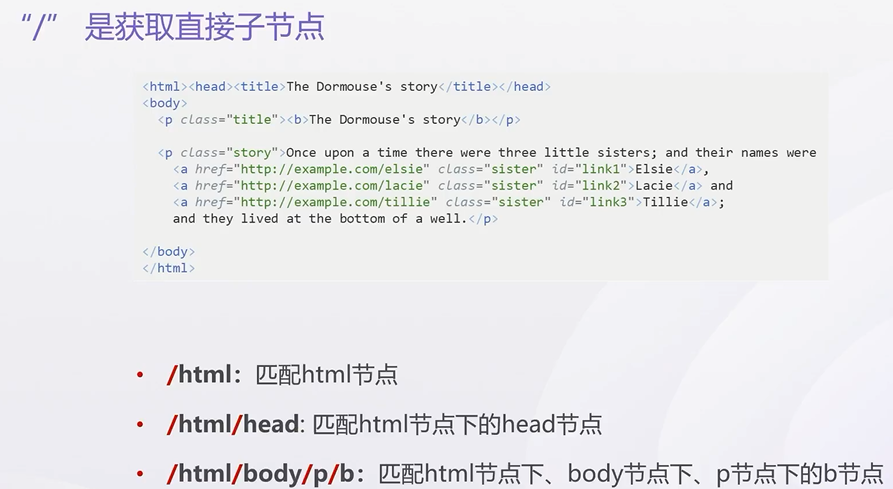 “/” 是获取直接子节点
<html><head><title>The Dormouse's story</title></head>
<body>
<p class="title"><b>The Dormouse's story</b></p>
<p class="story">Once upon a time there were three little sisters; and their names were
<a href="http://example.com/elsie" class="sister" id="link1">Elsie</a>,
<a href="http://example.com/lacie" class="sister" id="link2">Lacie</a> and
<a href="http://example.com/tillie" class="sister" id="link3">Tillie</a>;
and they lived at the bottom of a well.</p>
</body>
</html>
• /html：匹配html节点
• /html/head: 匹配html节点下的head节点
• /html/body/p/b：匹配html节点下、body节点下、p节点下的b节点